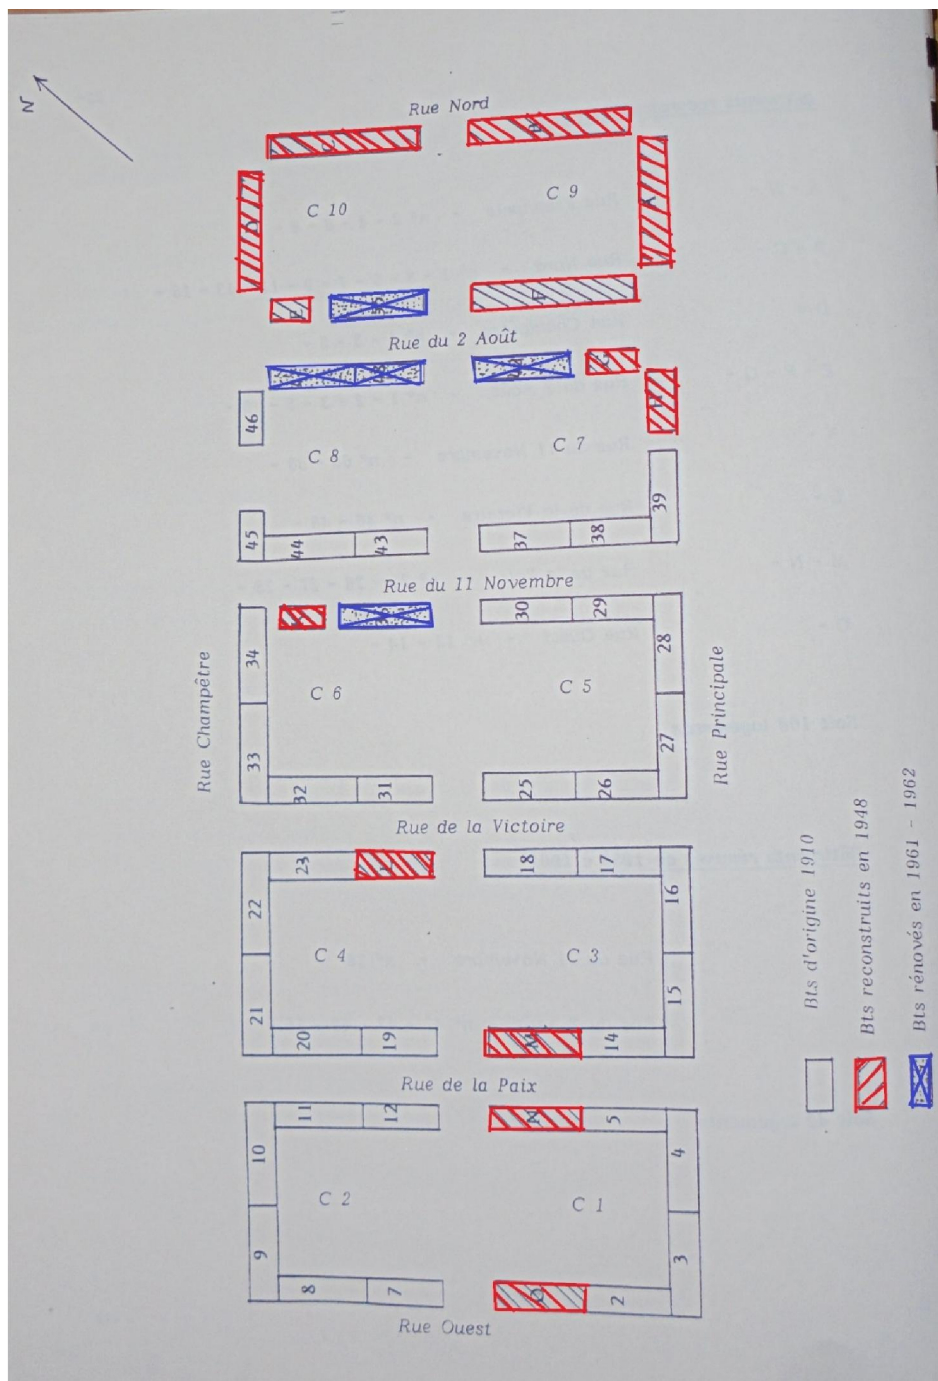 N
Rue Nord
C
B
D
A
C 10
C 9
E
F
Rue du 2 Août
G
H
46
C 8
C 7
39
45
44
43
37
38
Rue du 11 Novembre
30
29
34
28
C 6
C 5
Rue Champêtre
Rue Principale
33
27
32
31
25
26
Rue de la Victoire
23
L
18
17
22
16
C 4
C 3
21
15
20
19
M
14
Rue de la Paix
11
12
N
5
10
4
C 2
C 1
9
3
8
7
O
2
Rue Ouest
Bts d'origine 1910
Bts reconstruits en 1948
Bts rénovés en 1961 - 1962